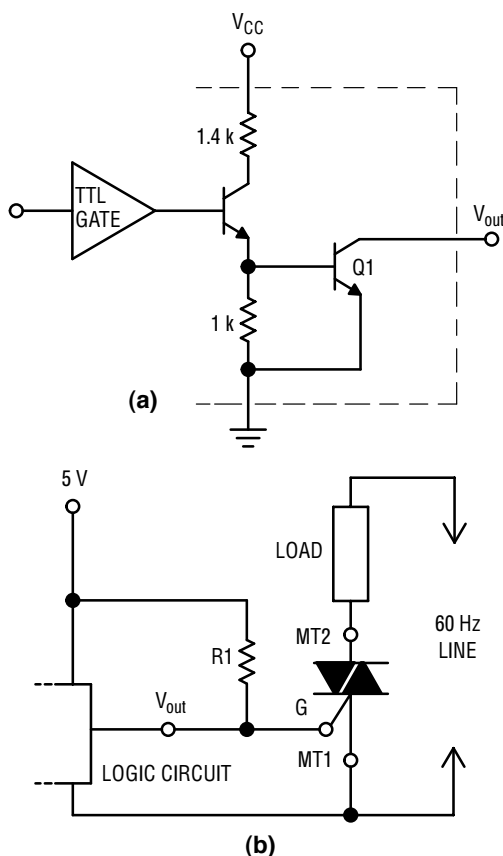 V_CC
1.4 k
TTL
GATE
V_out
Q1
1 k
(a)
5 V
LOAD
MT2
60 Hz
LINE
R1
V_out
G
LOGIC CIRCUIT
MT1
(b)